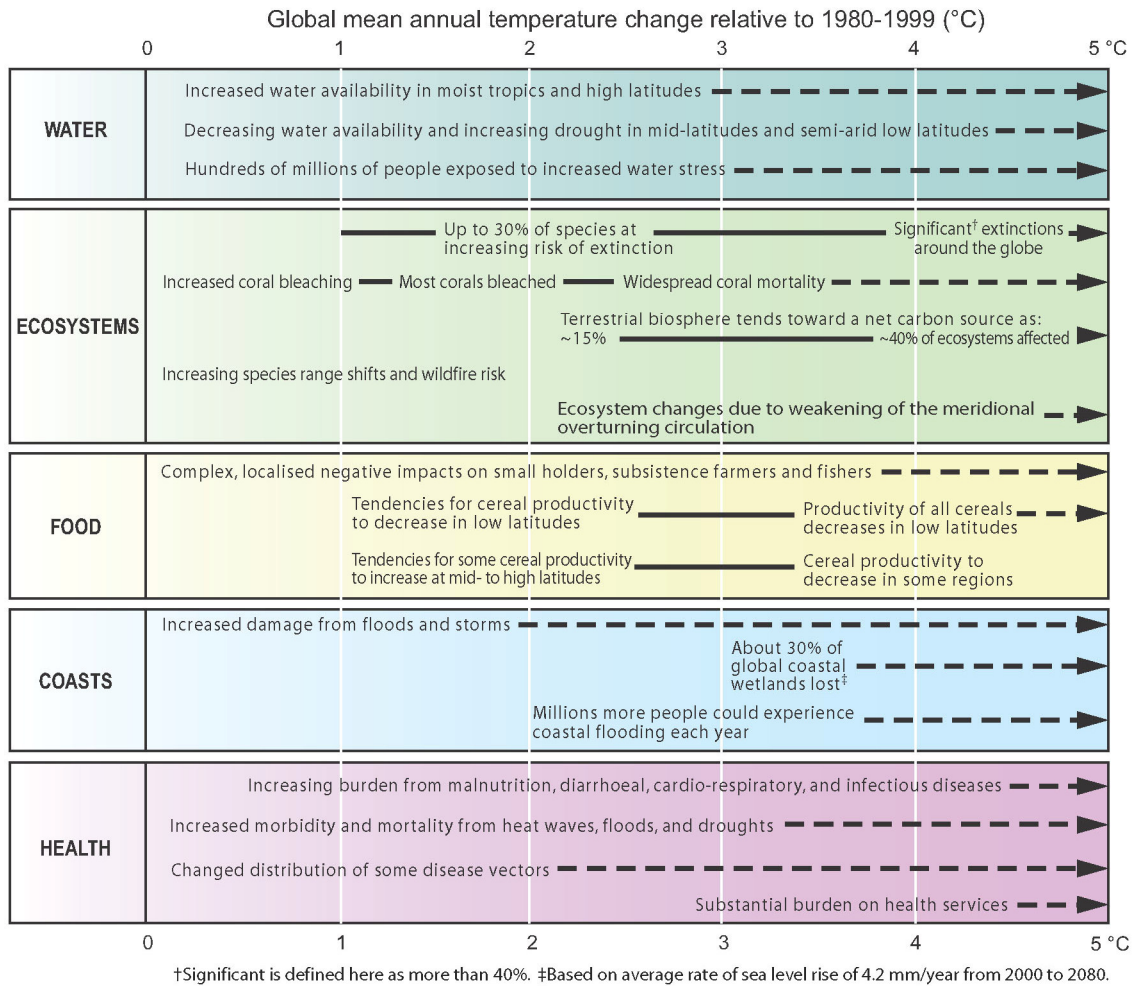 Global mean annual temperature change relative to 1980-1999 (°C)
0 1 2 3 4 5 °C
WATER
Increased water availability in moist tropics and high latitudes
Decreasing water availability and increasing drought in mid-latitudes and semi-arid low latitudes
Hundreds of millions of people exposed to increased water stress
ECOSYSTEMS
Up to 30% of species at
increasing risk of extinction
Significant† extinctions
around the globe
Increased coral bleaching Most corals bleached Widespread coral mortality
Terrestrial biosphere tends toward a net carbon source as:
~15% ~40% of ecosystems affected
Increasing species range shifts and wildfire risk
Ecosystem changes due to weakening of the meridional
overturning circulation
FOOD
Complex, localised negative impacts on small holders, subsistence farmers and fishers
Tendencies for cereal productivity
to decrease in low latitudes
Productivity of all cereals
decreases in low latitudes
Tendencies for some cereal productivity
to increase at mid- to high latitudes
Cereal productivity to
decrease in some regions
COASTS
Increased damage from floods and storms
About 30% of
global coastal
wetlands lost‡
Millions more people could experience
coastal flooding each year
HEALTH
Increasing burden from malnutrition, diarrhoeal, cardio-respiratory, and infectious diseases
Increased morbidity and mortality from heat waves, floods, and droughts
Changed distribution of some disease vectors
Substantial burden on health services
0 1 2 3 4 5 °C
†Significant is defined here as more than 40%. ‡Based on average rate of sea level rise of 4.2 mm/year from 2000 to 2080.